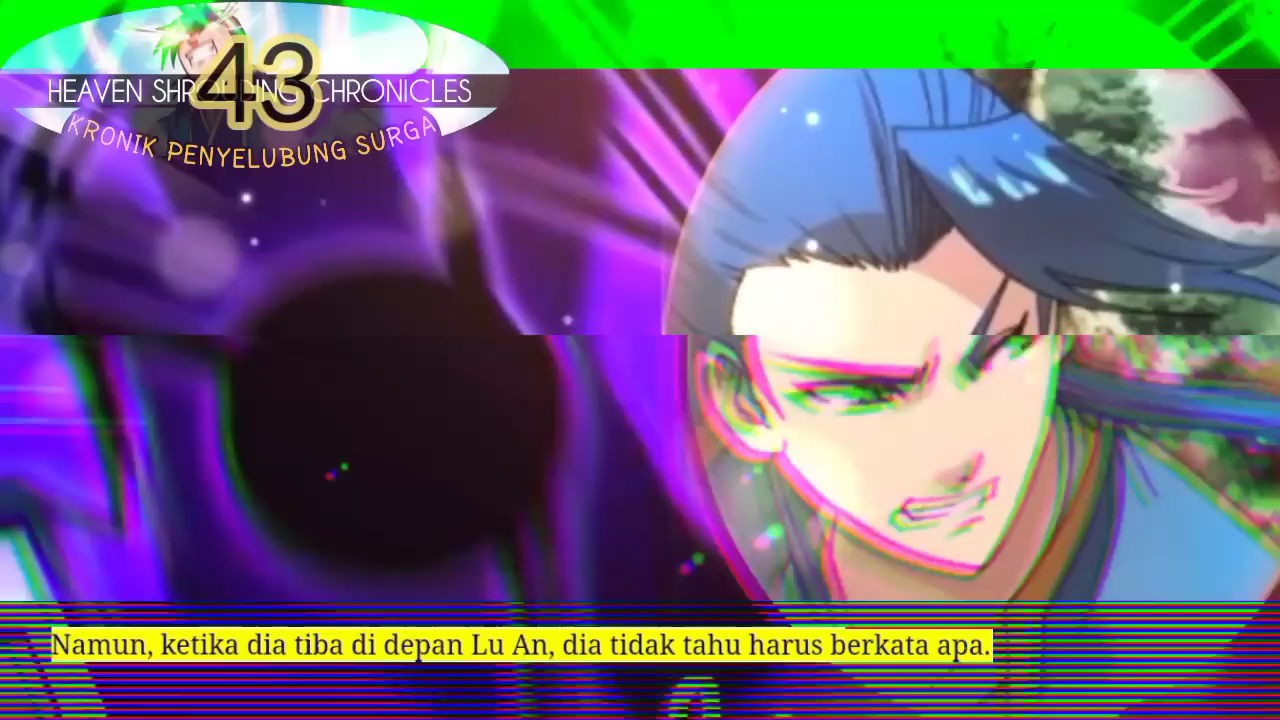 43
HEAVEN SHROUDING CHRONICLES
KRONIK PENYELUBUNG SURGA
Namun, ketika dia tiba di depan Lu An, dia tidak tahu harus berkata apa.